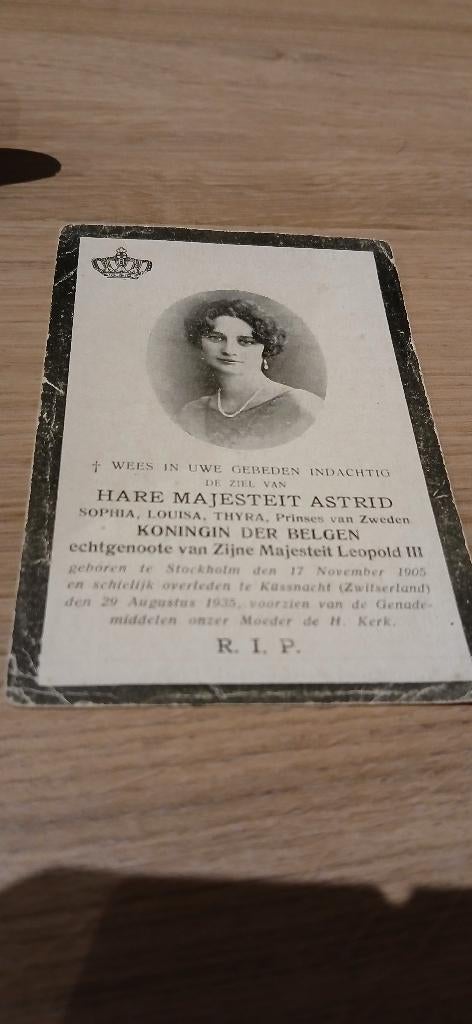 † WEES IN UWE GEBEDEN INDACHTIG
DE ZIEL VAN
HARE MAJESTEIT ASTRID
SOPHIA, LOUISA, THYRA, Prinses van Zweden
KONINGIN DER BELGEN
echtgenoote van Zijne Majesteit Leopold III
geboren te Stockholm den 17 November 1905
en schielijk overleden te Küssnacht (Zwitserland)
den 29 Augustus 1935, voorzien van de Genade-
middelen onzer Moeder de H. Kerk.
R. I. P.